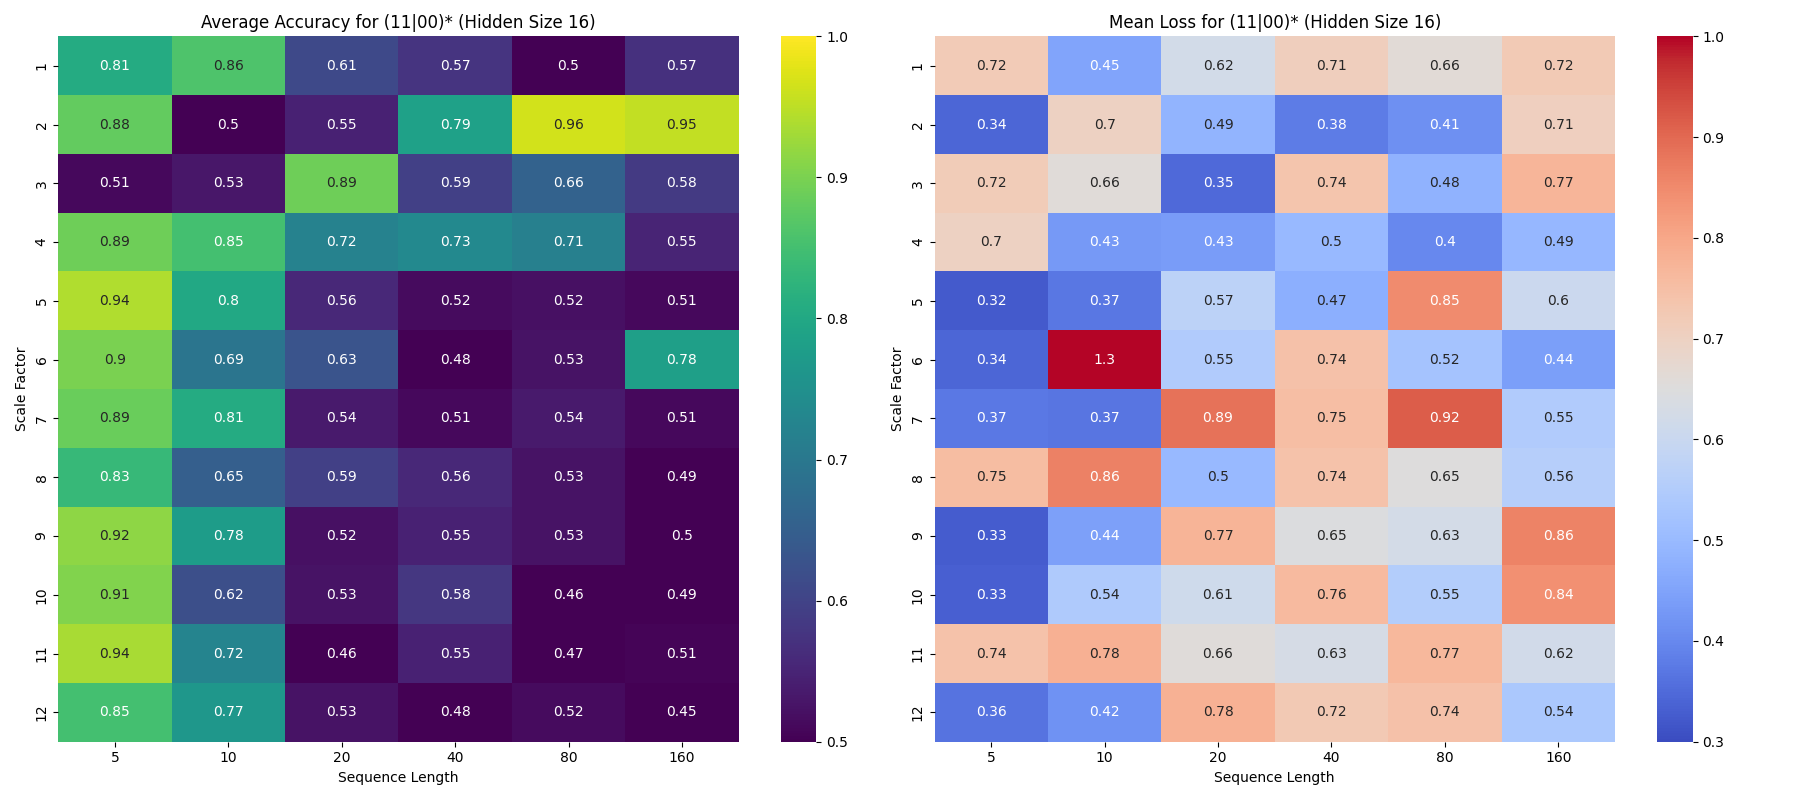 Average Accuracy for (11|00)* (Hidden Size 16)
1 0.81 0.86 0.61 0.57 0.5 0.57
2 0.88 0.5 0.55 0.79 0.96 0.95
3 0.51 0.53 0.89 0.59 0.66 0.58
4 0.89 0.85 0.72 0.73 0.71 0.55
5 0.94 0.8 0.56 0.52 0.52 0.51
6 0.9 0.69 0.63 0.48 0.53 0.78
7 0.89 0.81 0.54 0.51 0.54 0.51
8 0.83 0.65 0.59 0.56 0.53 0.49
9 0.92 0.78 0.52 0.55 0.53 0.5
10 0.91 0.62 0.53 0.58 0.46 0.49
11 0.94 0.72 0.46 0.55 0.47 0.51
12 0.85 0.77 0.53 0.48 0.52 0.45
5 10 20 40 80 160
Sequence Length
Scale Factor
1.0
0.9
0.8
0.7
0.6
0.5
Mean Loss for (11|00)* (Hidden Size 16)
1 0.72 0.45 0.62 0.71 0.66 0.72
2 0.34 0.7 0.49 0.38 0.41 0.71
3 0.72 0.66 0.35 0.74 0.48 0.77
4 0.7 0.43 0.43 0.5 0.4 0.49
5 0.32 0.37 0.57 0.47 0.85 0.6
6 0.34 1.3 0.55 0.74 0.52 0.44
7 0.37 0.37 0.89 0.75 0.92 0.55
8 0.75 0.86 0.5 0.74 0.65 0.56
9 0.33 0.44 0.77 0.65 0.63 0.86
10 0.33 0.54 0.61 0.76 0.55 0.84
11 0.74 0.78 0.66 0.63 0.77 0.62
12 0.36 0.42 0.78 0.72 0.74 0.54
5 10 20 40 80 160
Sequence Length
Scale Factor
1.0
0.9
0.8
0.7
0.6
0.5
0.4
0.3